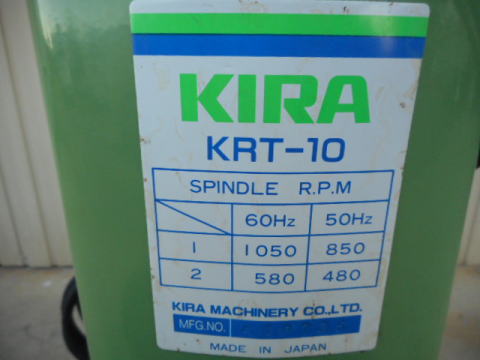 KIRA
KRT-10
SPINDLE R.P.M
60Hz 50Hz
1 1050 850
2 580 480
KIRA MACHINERY CO.,LTD.
MFG.NO.
MADE IN JAPAN